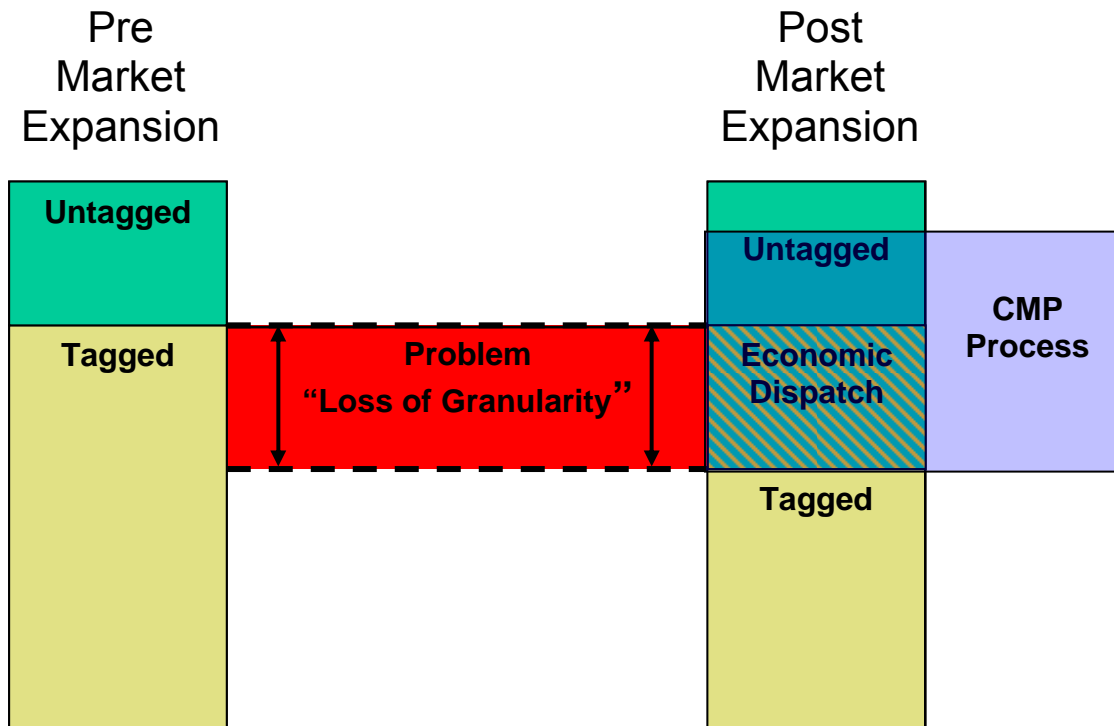 Pre
Market
Expansion
Post
Market
Expansion
Untagged
Tagged
Problem
“Loss of Granularity”
Untagged
Economic
Dispatch
Tagged
CMP
Process